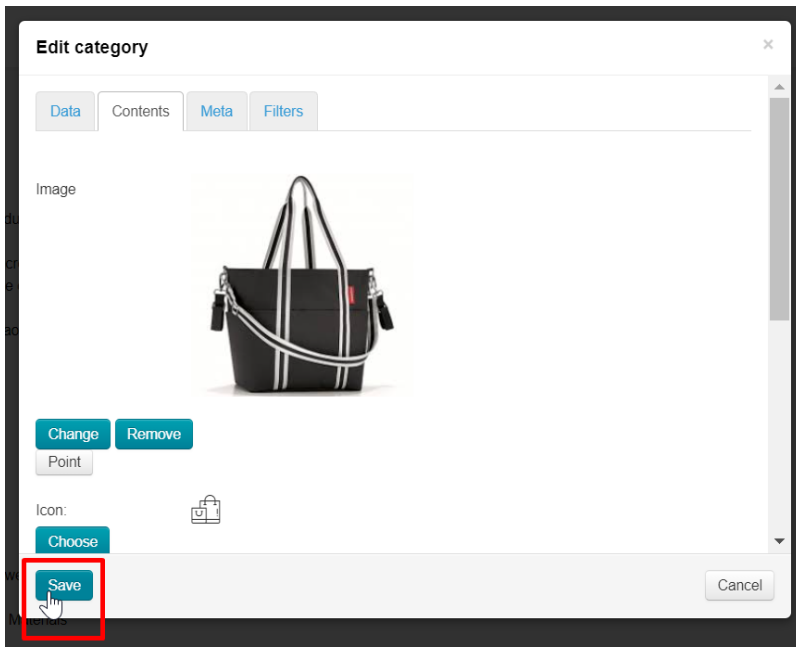 Edit category
×
Data Contents Meta Filters
Image
Change Remove
Point
Icon:
Choose
Save Cancel